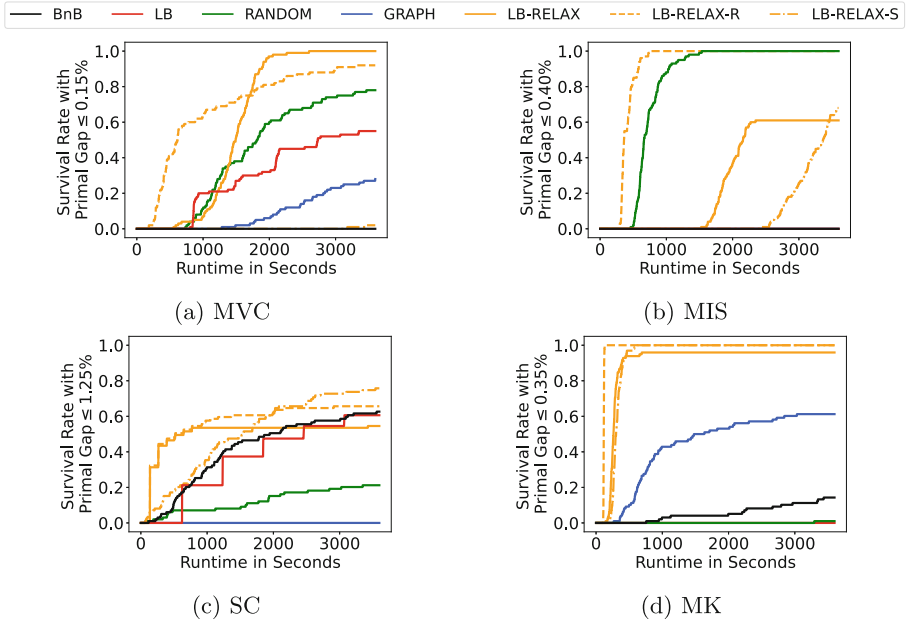 BnB LB RANDOM GRAPH LB-RELAX LB-RELAX-R LB-RELAX-S
Survival Rate with
Primal Gap ≤ 0.15%
1.0
0.8
0.6
0.4
0.2
0.0
0 1000 2000 3000
Runtime in Seconds
(a) MVC
Survival Rate with
Primal Gap ≤ 0.40%
1.0
0.8
0.6
0.4
0.2
0.0
0 1000 2000 3000
Runtime in Seconds
(b) MIS
Survival Rate with
Primal Gap ≤ 1.25%
1.0
0.8
0.6
0.4
0.2
0.0
0 1000 2000 3000
Runtime in Seconds
(c) SC
Survival Rate with
Primal Gap ≤ 0.35%
1.0
0.8
0.6
0.4
0.2
0.0
0 1000 2000 3000
Runtime in Seconds
(d) MK